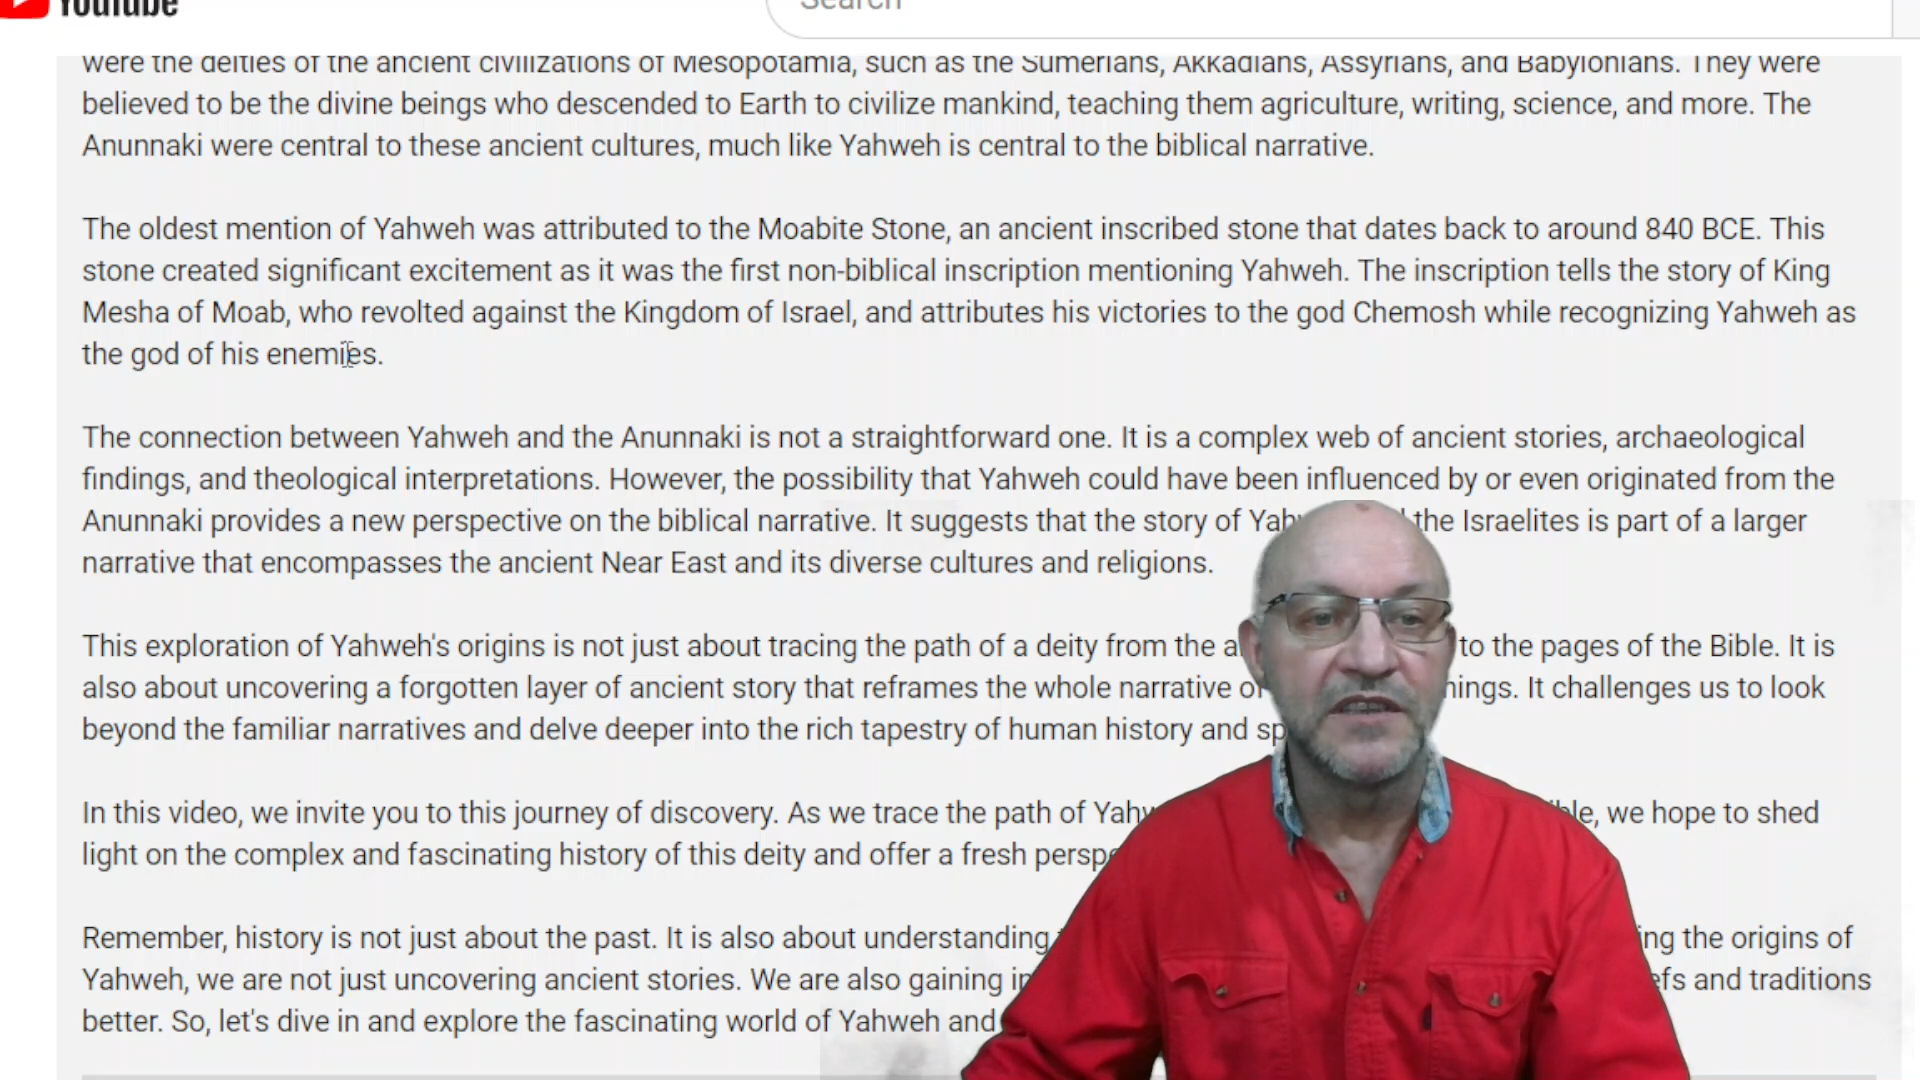 YouTube
Search
were the deities of the ancient civilizations of Mesopotamia, such as the Sumerians, Akkadians, Assyrians, and Babylonians. They were
believed to be the divine beings who descended to Earth to civilize mankind, teaching them agriculture, writing, science, and more. The
Anunnaki were central to these ancient cultures, much like Yahweh is central to the biblical narrative.
The oldest mention of Yahweh was attributed to the Moabite Stone, an ancient inscribed stone that dates back to around 840 BCE. This
stone created significant excitement as it was the first non-biblical inscription mentioning Yahweh. The inscription tells the story of King
Mesha of Moab, who revolted against the Kingdom of Israel, and attributes his victories to the god Chemosh while recognizing Yahweh as
the god of his enemies.
The connection between Yahweh and the Anunnaki is not a straightforward one. It is a complex web of ancient stories, archaeological
findings, and theological interpretations. However, the possibility that Yahweh could have been influenced by or even originated from the
Anunnaki provides a new perspective on the biblical narrative. It suggests that the story of the Israelites is part of a larger
narrative that encompasses the ancient Near East and its diverse cultures and religions.
This exploration of Yahweh's origins is not just about tracing the path of a deity from the to the pages of the Bible. It is
also about uncovering a forgotten layer of ancient story that reframes the whole narrative It challenges us to look
beyond the familiar narratives and delve deeper into the rich tapestry of human history and
In this video, we invite you to this journey of discovery. As we trace the path of we hope to shed
light on the complex and fascinating history of this deity and offer a fresh
Remember, history is not just about the past. It is also about understanding the origins of
Yahweh, we are not just uncovering ancient stories. We are also gaining and traditions
better. So, let's dive in and explore the fascinating world of Yahweh and